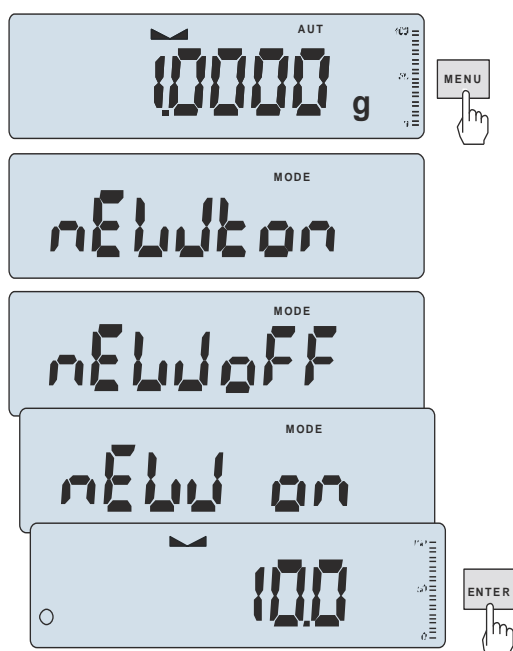 AUT
1.0000 g
MENU
MODE
nEWton
MODE
nEWoFF
MODE
nEW on
10.0
ENTER